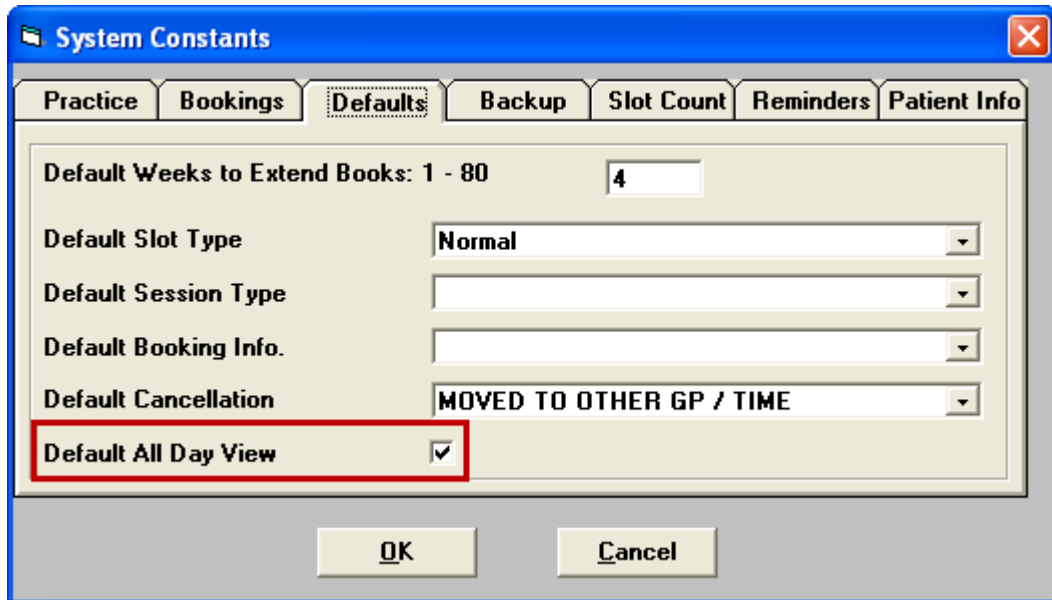 System Constants
Practice Bookings Defaults Backup Slot Count Reminders Patient Info
Default Weeks to Extend Books: 1 - 80 4
Default Slot Type Normal
Default Session Type
Default Booking Info.
Default Cancellation MOVED TO OTHER GP / TIME
Default All Day View
OK Cancel